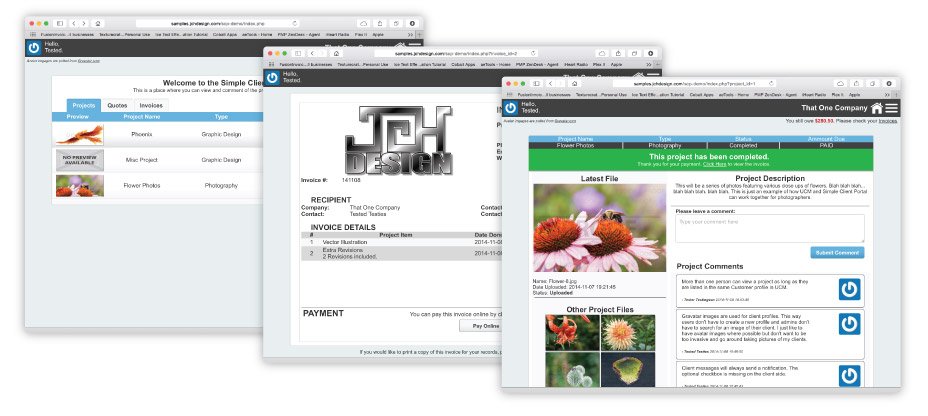 samples.jchdesign.com/scp-demo/index.php
Hello,
Tested.
That One Company
Welcome to the Simple Clie
This is a place where you can view and comment of the pro
Projects Quotes Invoices
Preview Project Name Type
Phoenix Graphic Design
NO PREVIEW
AVAILABLE
Misc Project Graphic Design
Flower Photos Photography
samples.jchdesign.com/scp-demo/index.php?invoice_id=2
Hello,
Tested.
JCH
DESIGN
Invoice #: 141108
RECIPIENT
Company: That One Company Contact
Contact: Tested Testies Contact
INVOICE DETAILS
# Project Item Date Done
1 Vector Illustration 2014-11-08
2 Extra Revisions 2014-11-0
2 Revisions included.
PAYMENT
You can pay this invoice online by cl
Pay Online
If you would like to print a copy of this invoice for your records, p
samples.jchdesign.com/scp-demo/index.php?project_id=1
Hello,
Tested.
That One Company
You still owe $280.50. Please check your invoices.
Project Name Type Status Ammount Due
Flower Photos Photography Completed PAID
This project has been completed.
Thank you for your payment. Click Here to view the invoice.
Latest File
Name: Flower-8.jpg
Date Uploaded: 2014-11-07 19:21:45
Status: Uploaded
Other Project Files
Project Description
This will be a series of photos featuring various close ups of flowers. Blah blah blah...
blah blah blah, blah blah. This is just an example of how UCM and Simple Client Portal
can work together for photographers.
Please leave a comment:
Type your comment here
Submit Comment
Project Comments
More than one person can view a project as long as they
are listed in the same Customer profile in UCM.
Gravatar images are used for client profiles. This way
users don't have to create a new profile and admins don't
have to search for an image of their client. I just like to
have avatar images where possible but don't want to be
too invasive and go around taking pictures of my clients.
Client messages will always send a notification. The
optional checkbox is missing on the client side.